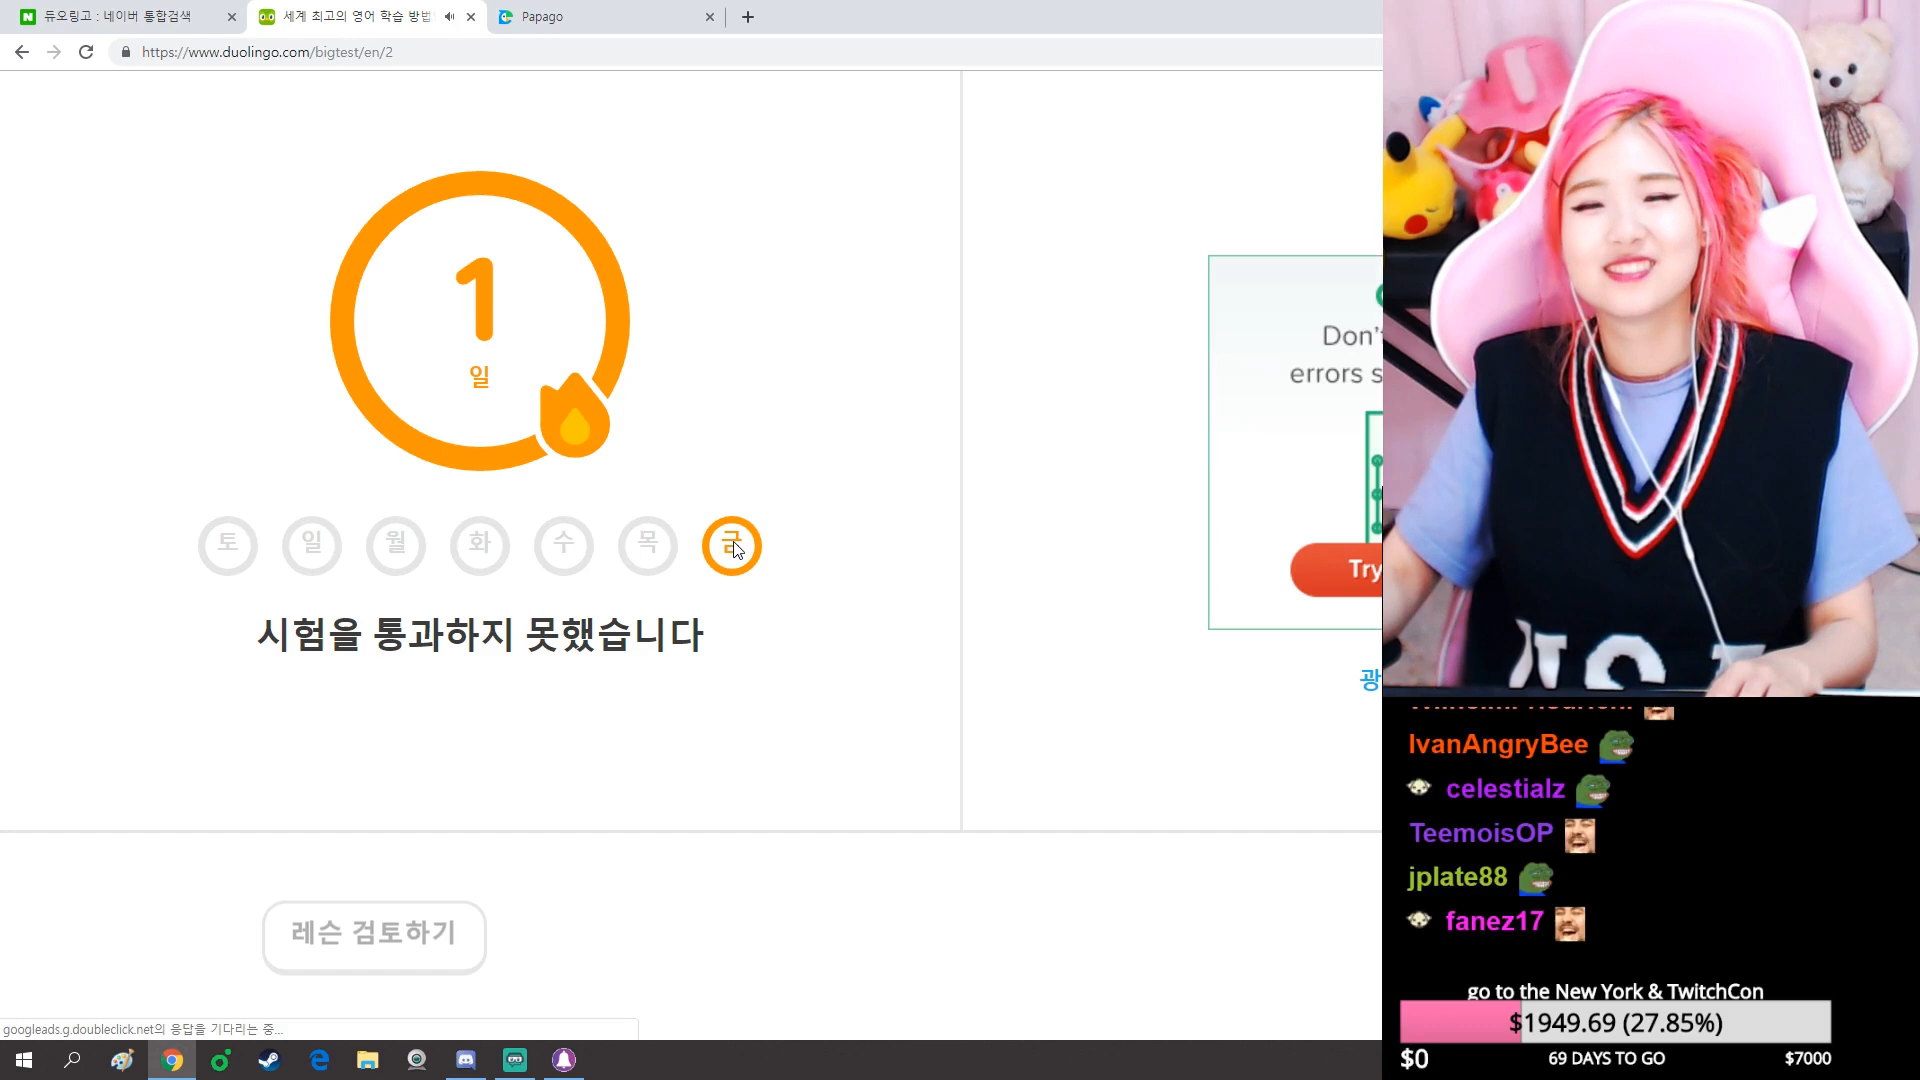 듀오링고 : 네이버 통합검색
세계 최고의 영어 학습 방법
Papago
https://www.duolingo.com/bigtest/en/2
1
일
토 일 월 화 수 목 금
시험을 통과하지 못했습니다
Don't
errors s
Try
광
레슨 검토하기
googleads.g.doubleclick.net의 응답을 기다리는 중...
IvanAngryBee
celestialz
TeemoisOP
jplate88
fanez17
go to the New York & TwitchCon
$1949.69 (27.85%)
$0 69 DAYS TO GO $7000